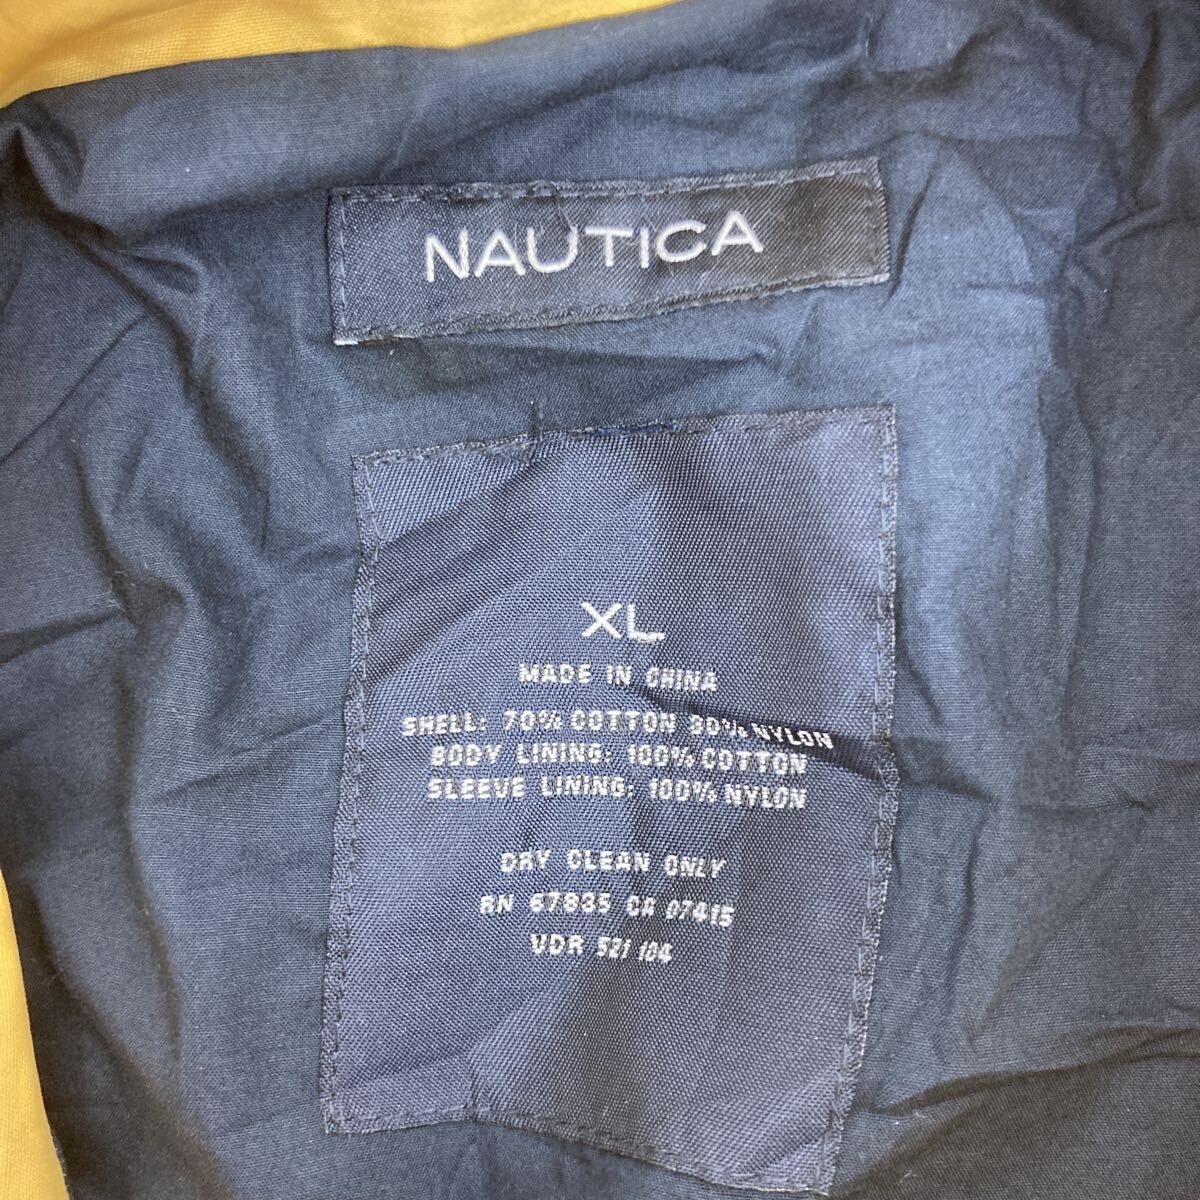 NAUTICA
XL
MADE IN CHINA
SHELL: 70% COTTON 30% NYLON
BODY LINING: 100% COTTON
SLEEVE LINING: 100% NYLON
DRY CLEAN ONLY
RN 67835 CA 07415
VDR 521 104